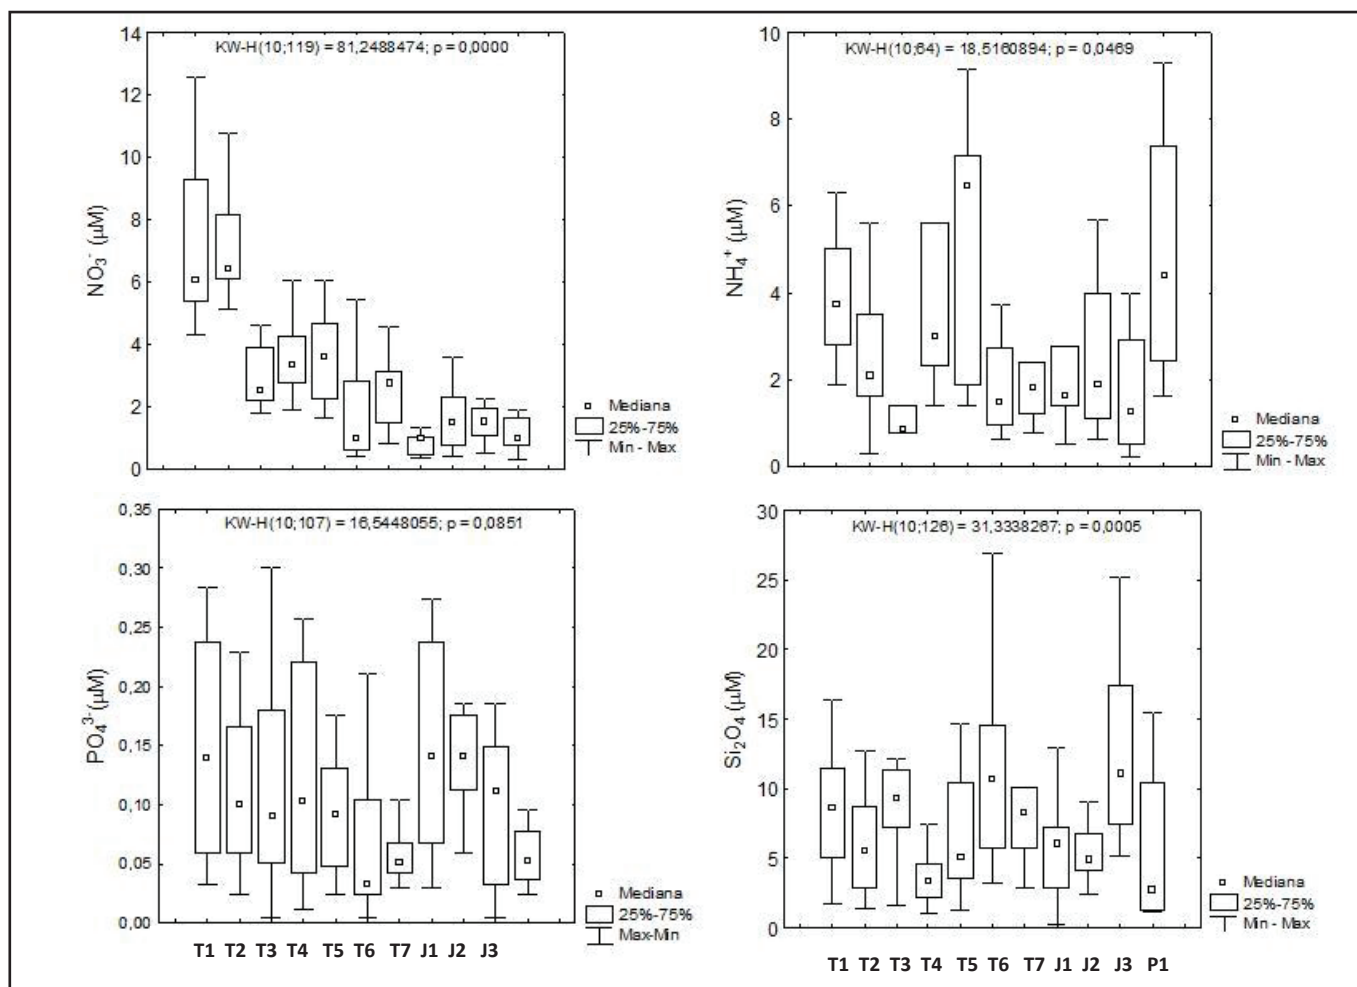 KW-H(10;119) = 81,2488474; p = 0,0000
14
12
10
8
6
4
2
0
NO₃⁻ (µM)
Mediana
25%-75%
Min - Max
KW-H(10;64) = 18,5160894; p = 0,0469
10
8
6
4
2
0
NH₄⁺ (µM)
Mediana
25%-75%
Min - Max
KW-H(10;107) = 16,5448055; p = 0,0851
0,35
0,30
0,25
0,20
0,15
0,10
0,05
0,00
PO₄³⁻ (µM)
Mediana
25%-75%
Max-Min
T1 T2 T3 T4 T5 T6 T7 J1 J2 J3
KW-H(10;126) = 31,3338267; p = 0,0005
30
25
20
15
10
5
0
Si₂O₄ (µM)
Mediana
25%-75%
Min - Max
T1 T2 T3 T4 T5 T6 T7 J1 J2 J3 P1